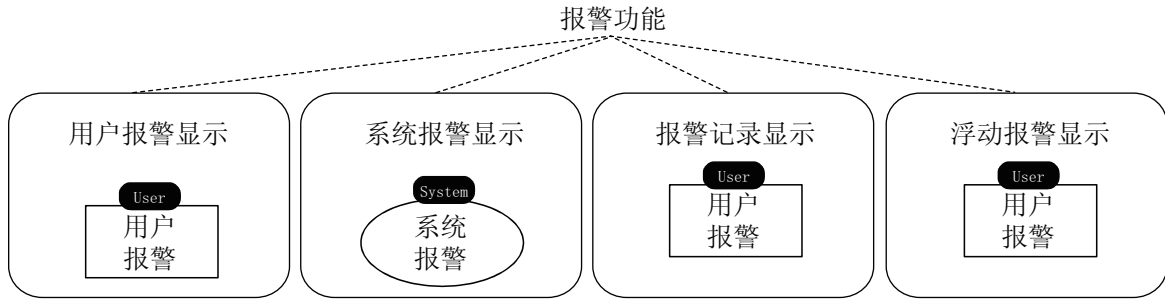 报警功能
用户报警显示
User
用户
报警
系统报警显示
System
系统
报警
报警记录显示
User
用户
报警
浮动报警显示
User
用户
报警